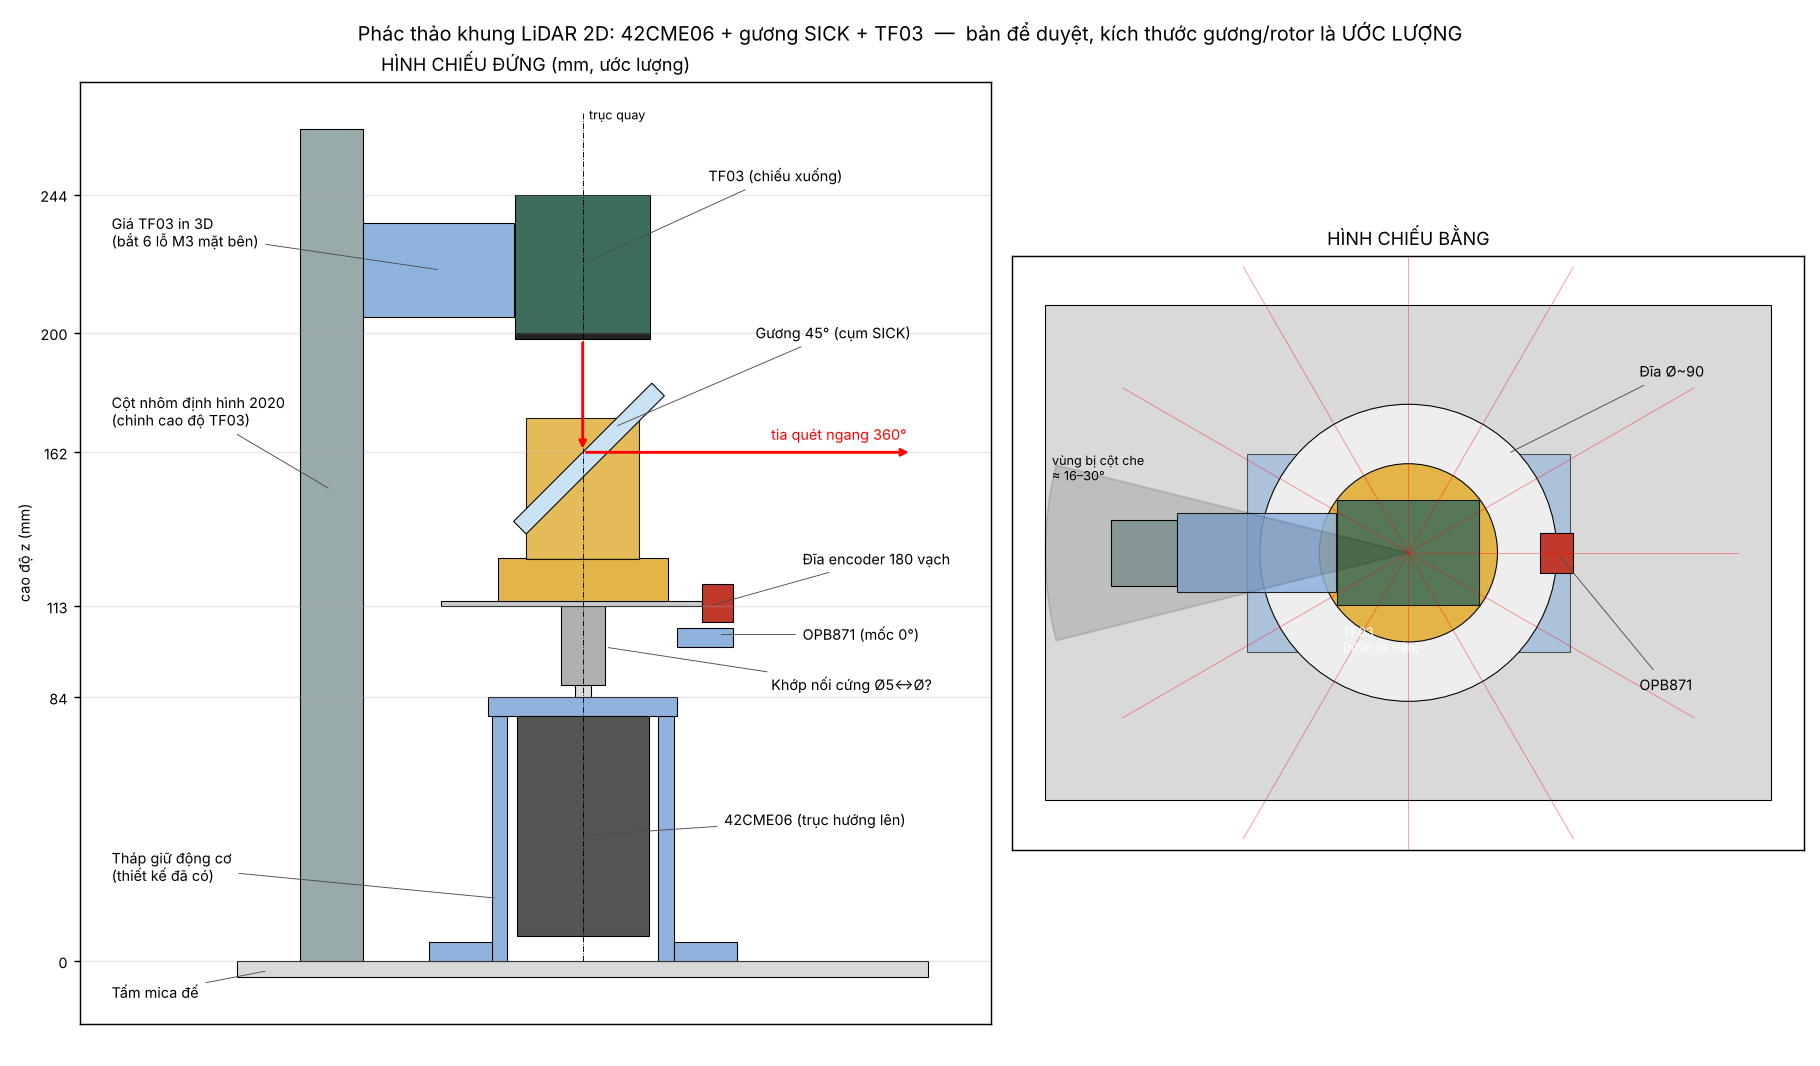 Phác thảo khung LiDAR 2D: 42CME06 + gương SICK + TF03 — bản để duyệt, kích thước gương/rotor là ƯỚC LƯỢNG
HÌNH CHIẾU ĐỨNG (mm, ước lượng)
trục quay
TF03 (chiếu xuống)
244
Giá TF03 in 3D
(bắt 6 lỗ M3 mặt bên)
200
Gương 45° (cụm SICK)
Cột nhôm định hình 2020
(chỉnh cao độ TF03)
tia quét ngang 360°
162
cao độ z (mm)
Đĩa encoder 180 vạch
113
OPB871 (mốc 0°)
Khớp nối cứng Ø5↔Ø?
84
42CME06 (trục hướng lên)
Tháp giữ động cơ
(thiết kế đã có)
0
Tấm mica đế
HÌNH CHIẾU BẰNG
Đĩa Ø~90
vùng bị cột che
≈ 16–30°
TF03
(nhìn từ trên)
OPB871